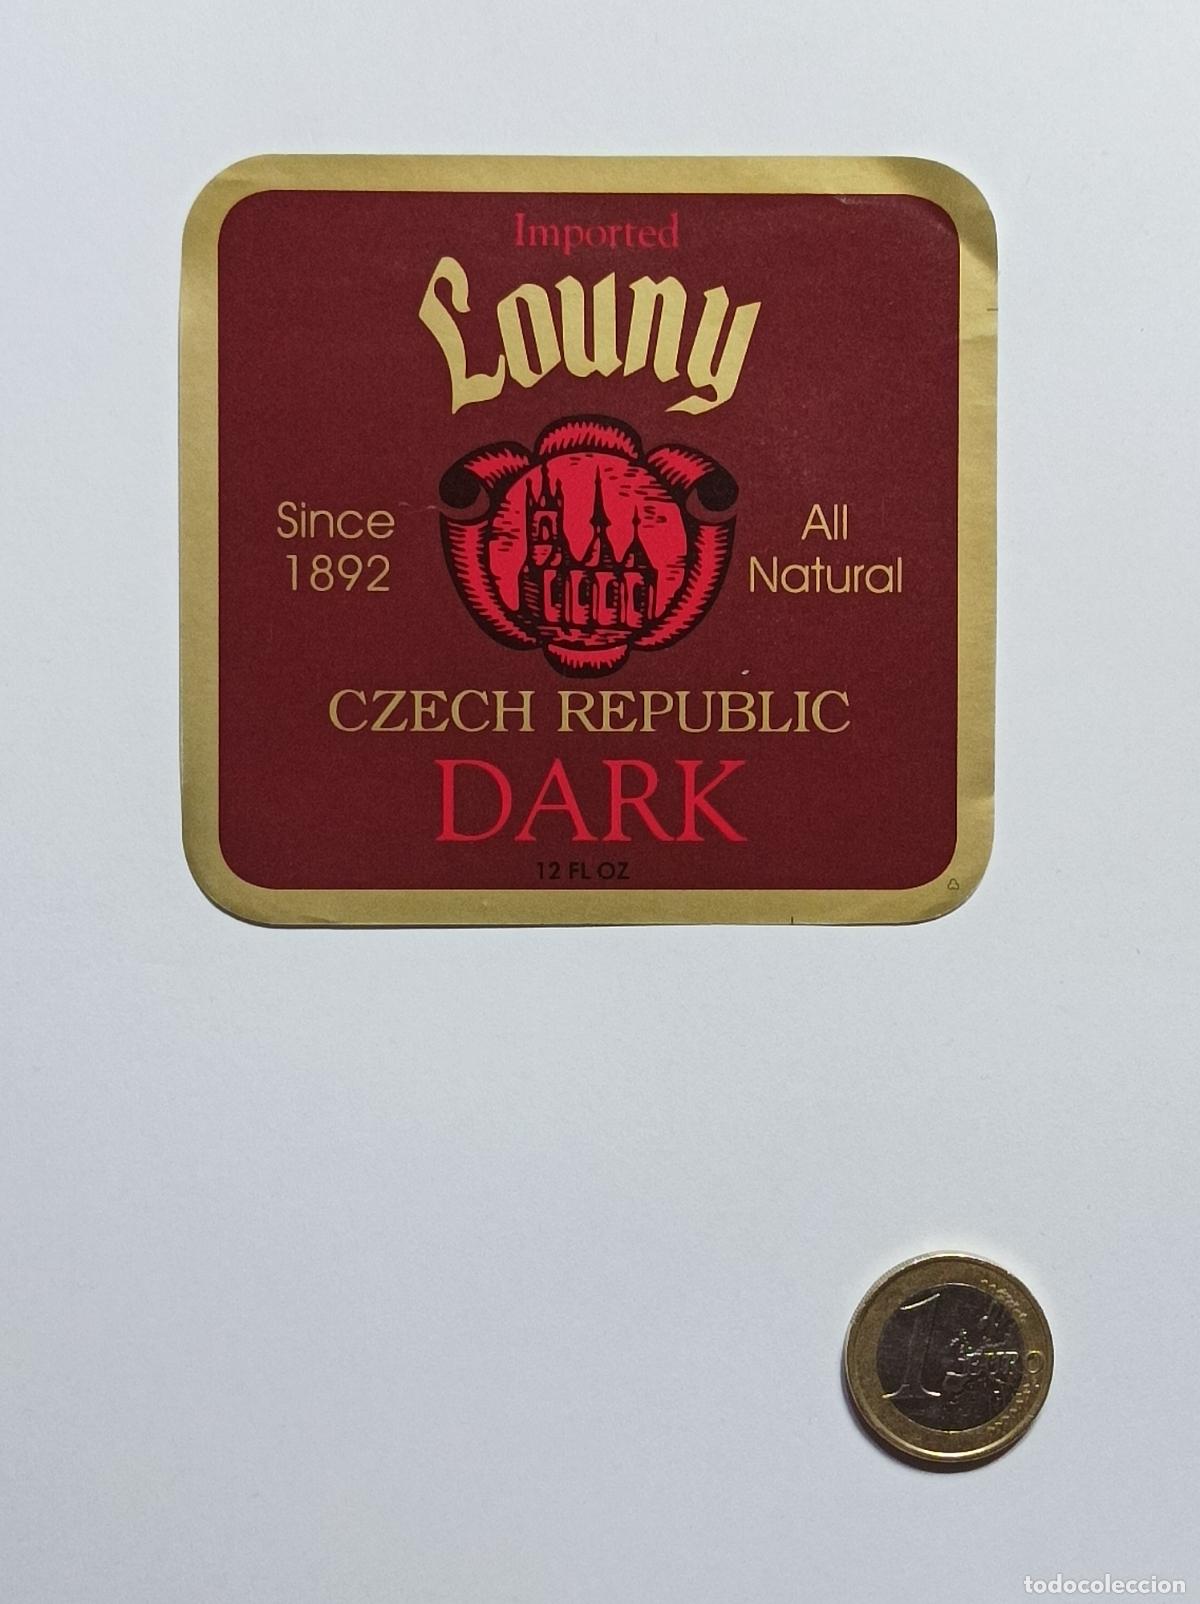 Imported
Louny
Since
1892
All
Natural
CZECH REPUBLIC
DARK
12 FL OZ
1 EURO
todocoleccion